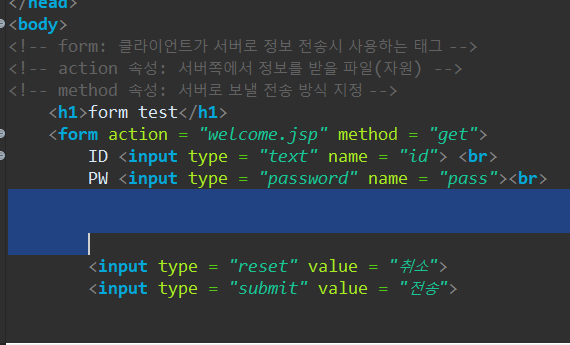 </head>
<body>
<!-- form: 클라이언트가 서버로 정보 전송시 사용하는 태그 -->
<!-- action 속성: 서버쪽에서 정보를 받을 파일(자원) -->
<!-- method 속성: 서버로 보낼 전송 방식 지정 -->
<h1>form test</h1>
<form action = "welcome.jsp" method = "get">
ID <input type = "text" name = "id"> <br>
PW <input type = "password" name = "pass"><br>
<input type = "reset" value = "취소">
<input type = "submit" value = "전송">